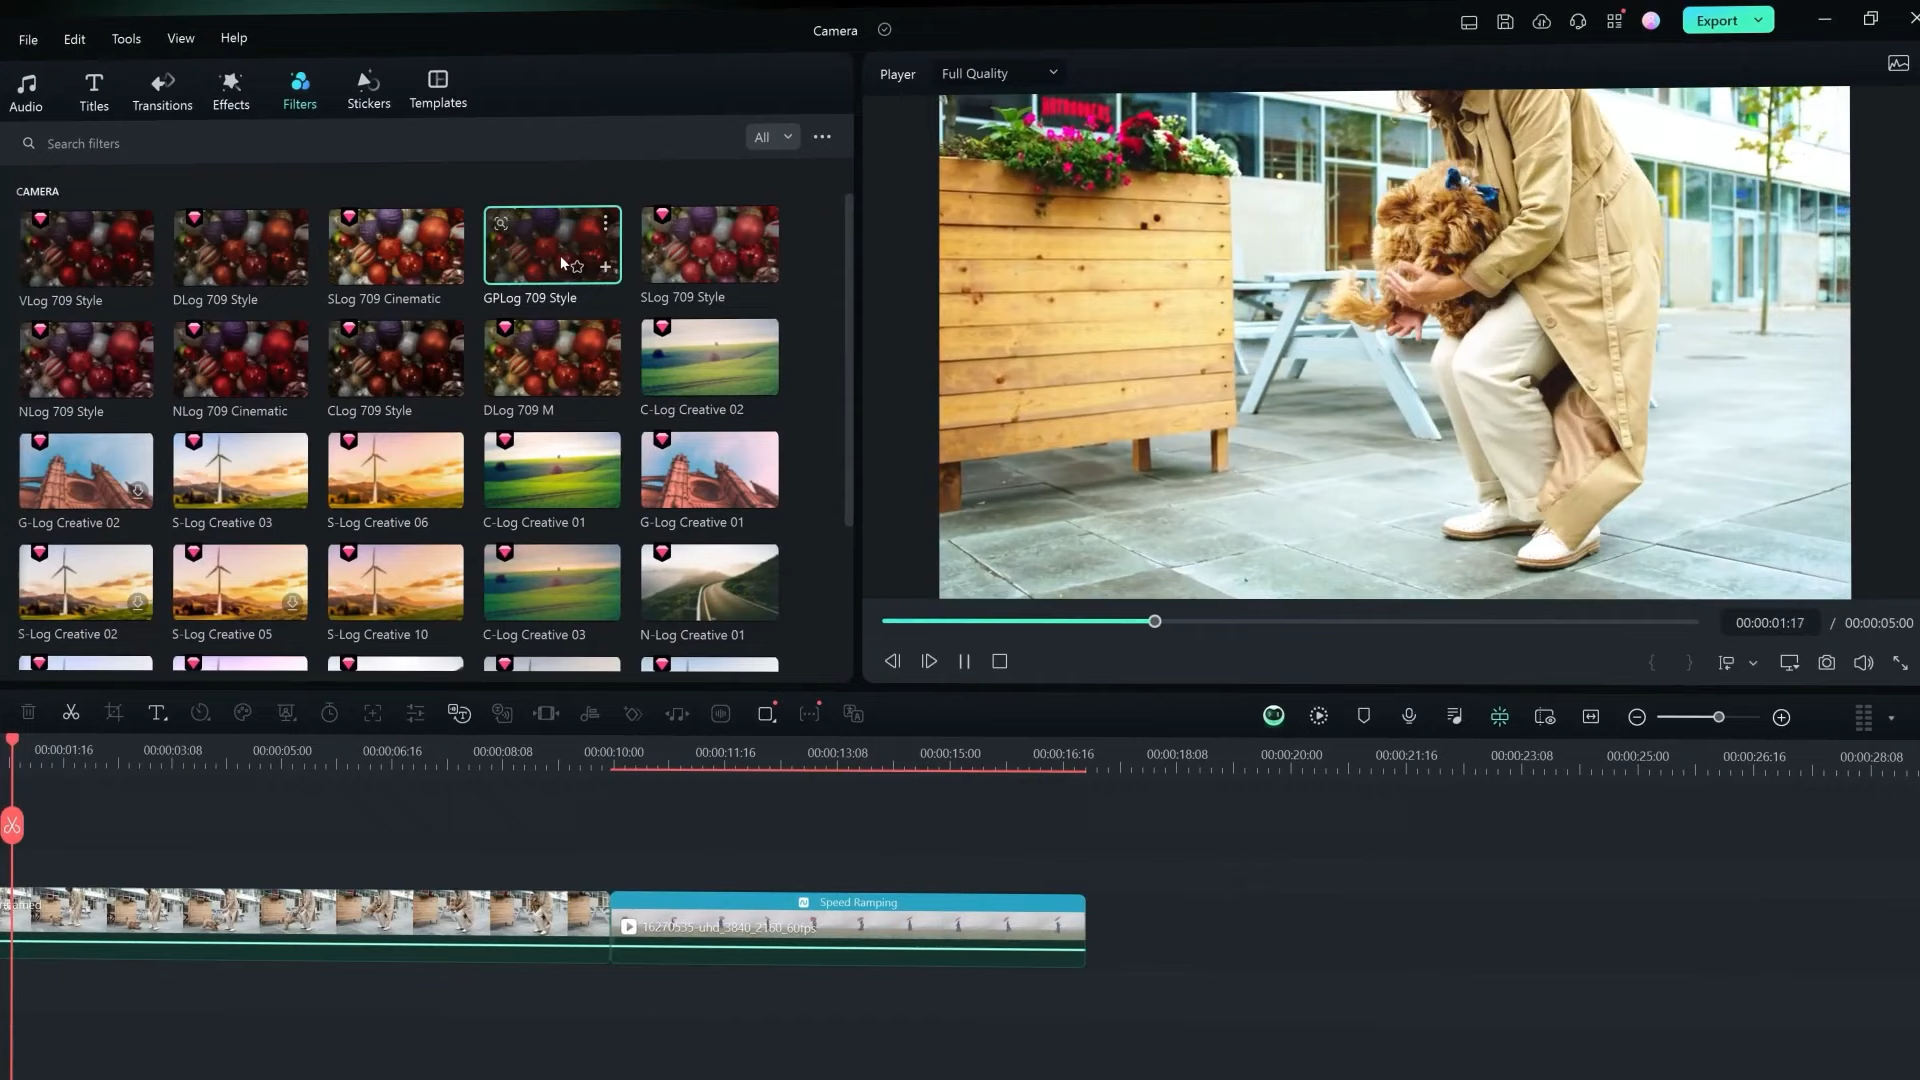 Camera
Export
File Edit Tools View Help
Audio Titles Transitions Effects Filters Stickers Templates
Player Full Quality
Search filters All
CAMERA
VLog 709 Style DLog 709 Style SLog 709 Cinematic GPLog 709 Style SLog 709 Style
NLog 709 Style NLog 709 Cinematic CLog 709 Style DLog 709 M C-Log Creative 02
G-Log Creative 02 S-Log Creative 03 S-Log Creative 06 C-Log Creative 01 G-Log Creative 01
S-Log Creative 02 S-Log Creative 05 S-Log Creative 10 C-Log Creative 03 N-Log Creative 01
00:00:01:17 / 00:00:05:00
00:00:01:16 00:00:03:08 00:00:05:00 00:00:06:16 00:00:08:08 00:00:10:00 00:00:11:16 00:00:13:08 00:00:15:00 00:00:16:16 00:00:18:08 00:00:20:00 00:00:21:16 00:00:23:08 00:00:25:00 00:00:26:16 00:00:28:08
Speed Ramping
16270535-uhd_3840_2160_60fps